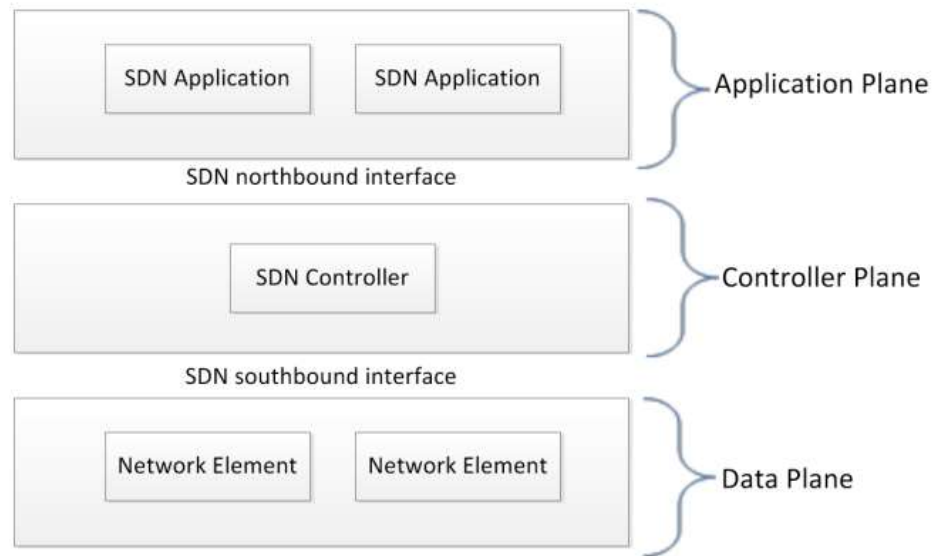 SDN Application
SDN Application
Application Plane
SDN northbound interface
SDN Controller
Controller Plane
SDN southbound interface
Network Element
Network Element
Data Plane